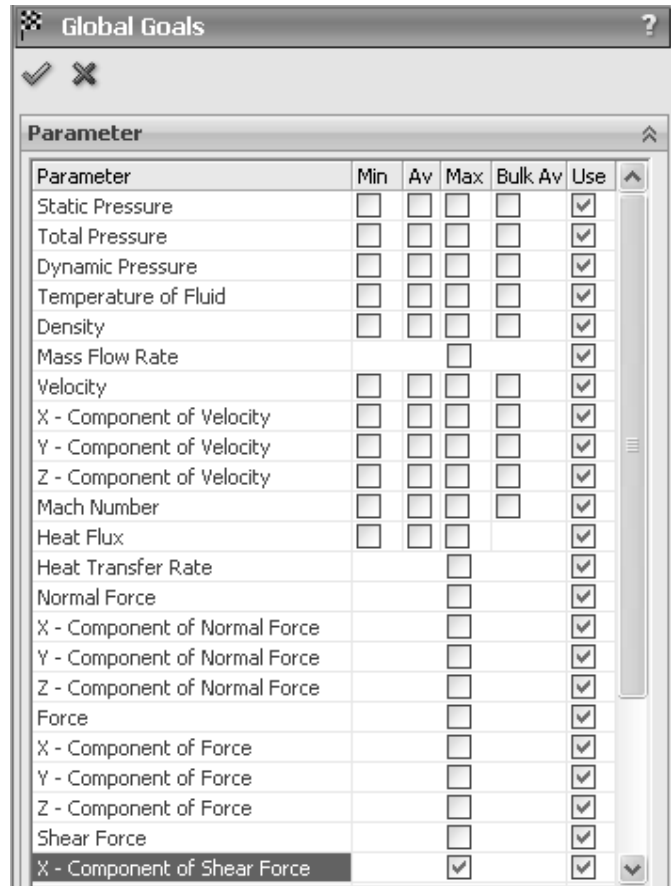 Global Goals ?
Parameter
Parameter Min Av Max Bulk Av Use
Static Pressure
Total Pressure
Dynamic Pressure
Temperature of Fluid
Density
Mass Flow Rate
Velocity
X - Component of Velocity
Y - Component of Velocity
Z - Component of Velocity
Mach Number
Heat Flux
Heat Transfer Rate
Normal Force
X - Component of Normal Force
Y - Component of Normal Force
Z - Component of Normal Force
Force
X - Component of Force
Y - Component of Force
Z - Component of Force
Shear Force
X - Component of Shear Force